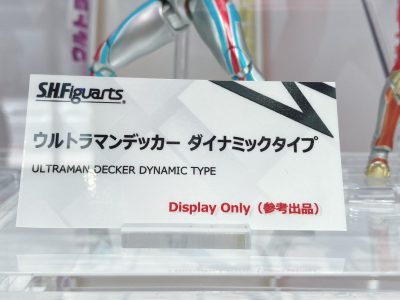 S.H.Figuarts
ウルトラマンデッカー ダイナミックタイプ
ULTRAMAN DECKER DYNAMIC TYPE
Display Only（参考出品）